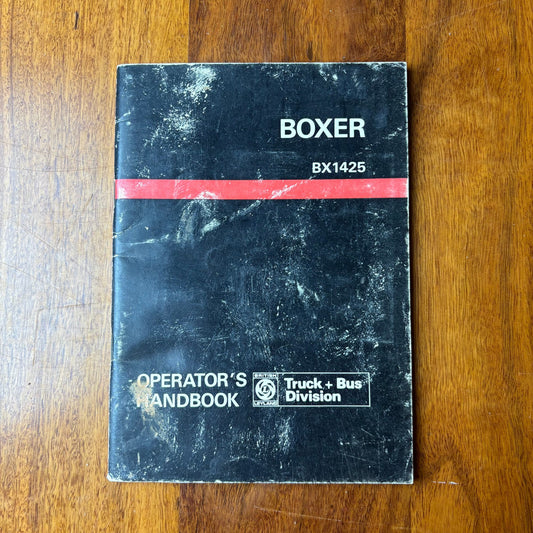 BOXER
BX1425
OPERATOR'S
HANDBOOK
BRITISH
LEYLAND
Truck + Bus
Division